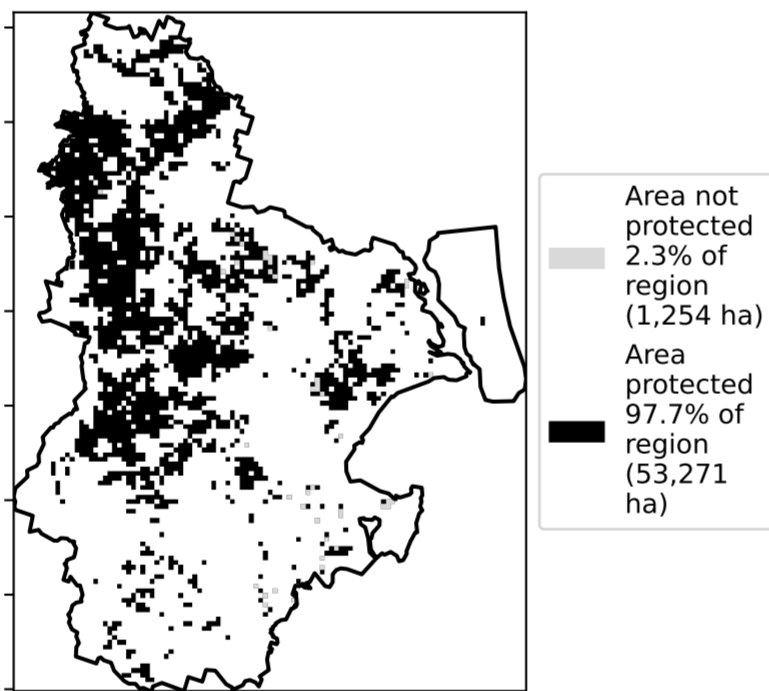 Area not
protected
2.3% of
region
(1,254 ha)
Area
protected
97.7% of
region
(53,271
ha)